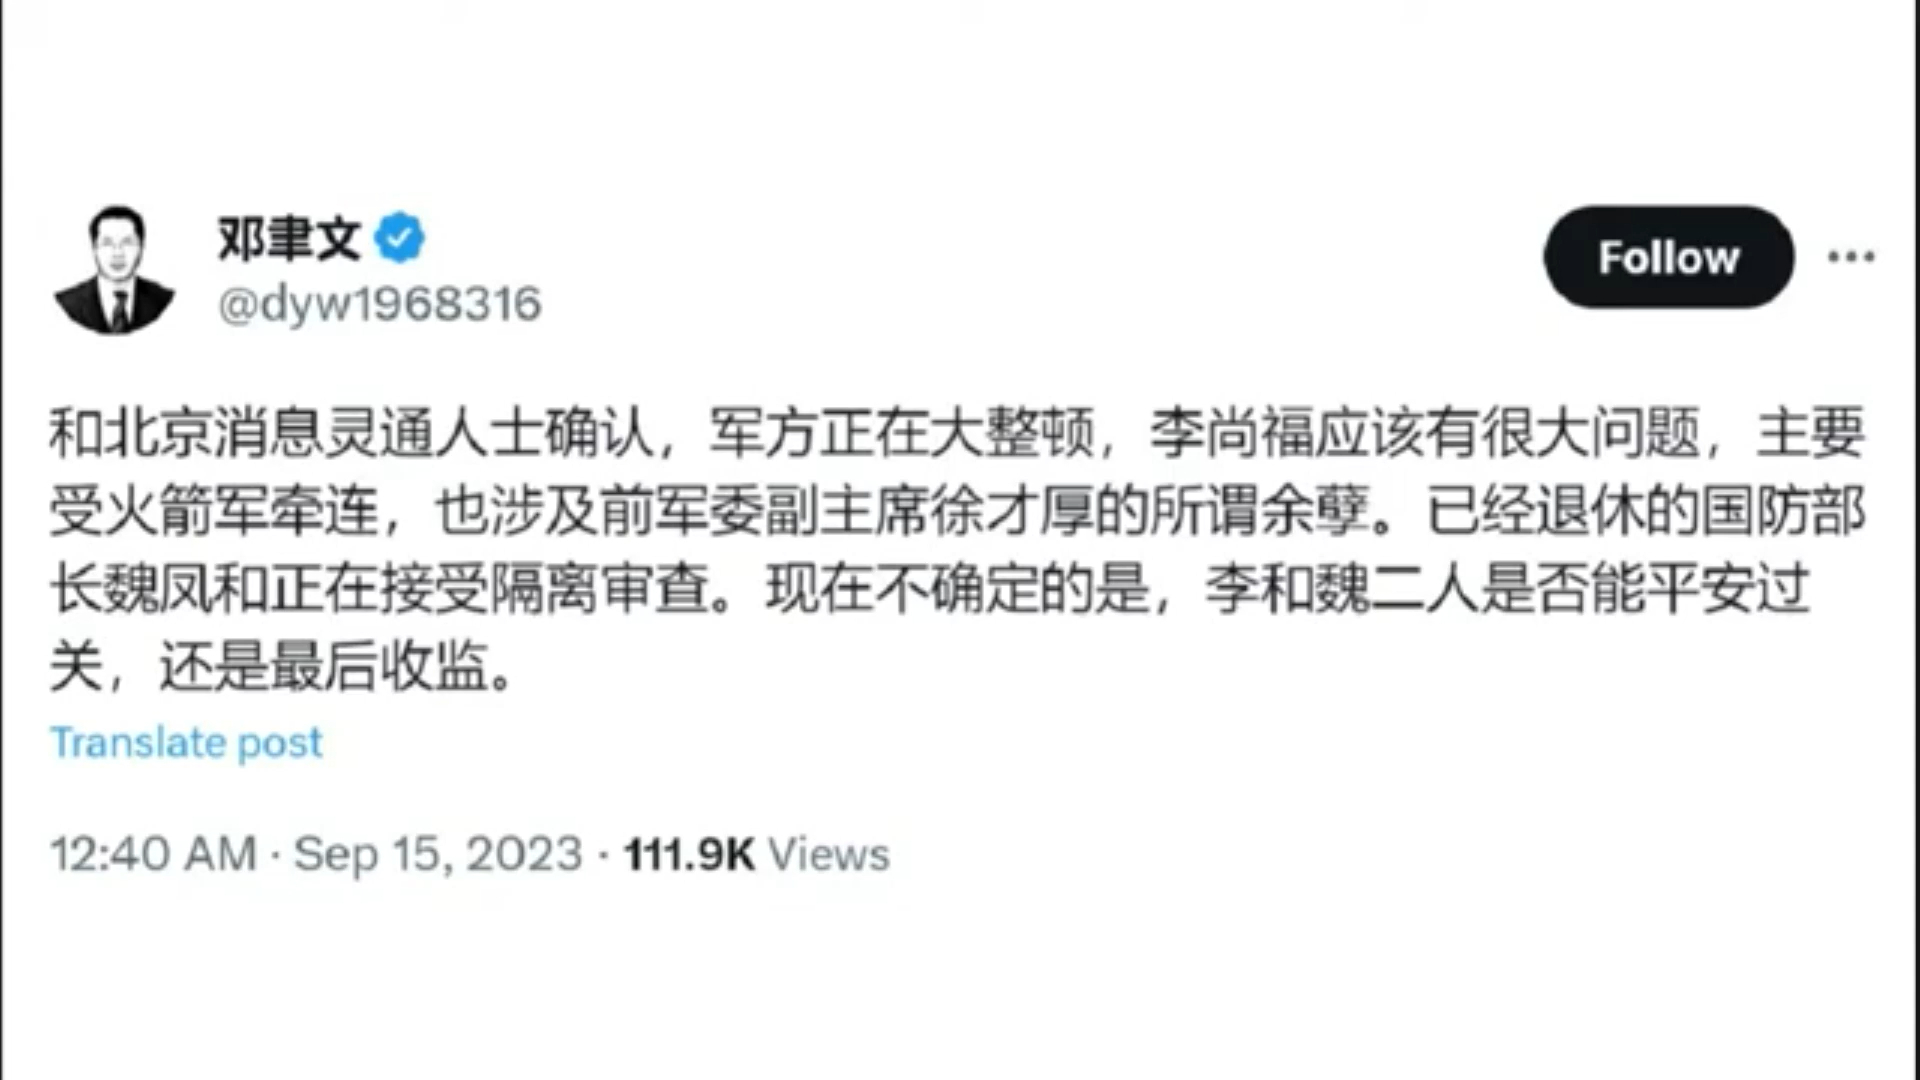 邓聿文
@dyw1968316
Follow
和北京消息灵通人士确认，军方正在大整顿，李尚福应该有很大问题，主要
受火箭军牵连，也涉及前军委副主席徐才厚的所谓余孽。已经退休的国防部
长魏凤和正在接受隔离审查。现在不确定的是，李和魏二人是否能平安过
关，还是最后收监。
Translate post
12:40 AM · Sep 15, 2023 · 111.9K Views